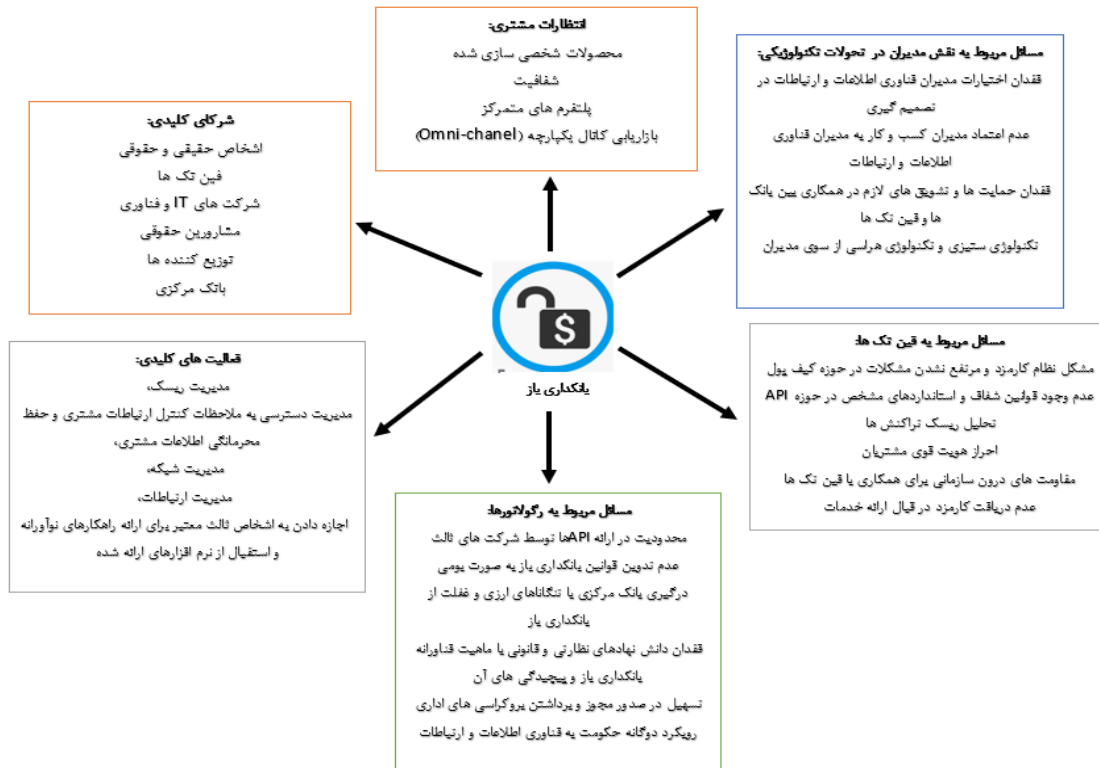 انتظارات مشتری:
محصولات شخصی سازی شده
شفافیت
پلتفرم های متمرکز
بازاریابی کانال یکپارچه (Omni-chanel)
مسائل مربوط به نقش مدیران در تحولات تکنولوژیکی:
فقدان اختیارات مدیران فناوری اطلاعات و ارتباطات در
تصمیم گیری
عدم اعتماد مدیران کسب و کار به مدیران فناوری
اطلاعات و ارتباطات
فقدان حمایت ها و تشویق های لازم در همکاری بین بانک
ها و فین تک ها
تکنولوژی ستیزی و تکنولوژی هراسی از سوی مدیران
شرکای کلیدی:
اشخاص حقیقی و حقوقی
فین تک ها
شرکت های IT و فناوری
مشاورین حقوقی
توزیع کننده ها
بانک مرکزی
$
بانکداری باز
مسائل مربوط به فین تک ها:
مشکل نظام کارمزد و مرتفع نشدن مشکلات در حوزه کیف پول
عدم وجود قوانین شفاف و استانداردهای مشخص در حوزه API
تحلیل ریسک تراکنش ها
احراز هویت قوی مشتریان
مقاومت های درون سازمانی برای همکاری با فین تک ها
عدم دریافت کارمزد در قبال ارائه خدمات
فعالیت های کلیدی:
مدیریت ریسک،
مدیریت دسترسی به ملاحظات کنترل ارتباطات مشتری و حفظ
محرمانگی اطلاعات مشتری،
مدیریت شبکه،
مدیریت ارتباطات،
اجازه دادن به اشخاص ثالث معتبر برای ارائه راهکارهای نوآورانه
و استقبال از نرم افزارهای ارائه شده
مسائل مربوط به رگولاتورها:
محدودیت در ارائه APIها توسط شرکت های ثالث
عدم تدوین قوانین بانکداری باز به صورت بومی
درگیری بانک مرکزی با تنگناهای ارزی و غفلت از
بانکداری باز
فقدان دانش نهادهای نظارتی و قانونی با ماهیت فناورانه
بانکداری باز و پیچیدگی های آن
تسهیل در صدور مجوز و برداشتن بروکراسی های اداری
رویکرد دوگانه حکومت به فناوری اطلاعات و ارتباطات